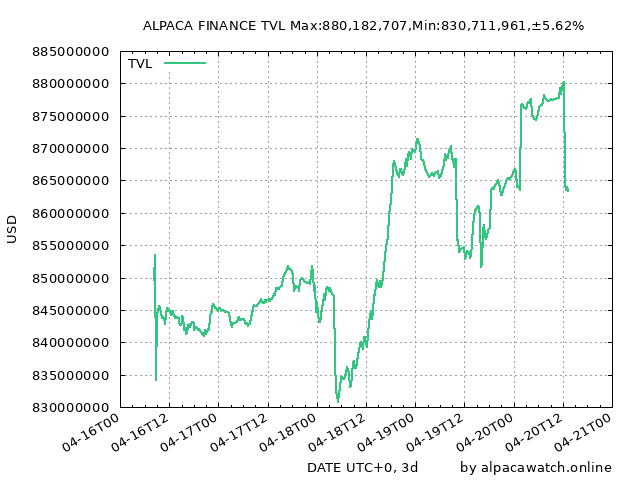 ALPACA FINANCE TVL Max:880,182,707,Min:830,711,961,±5.62%
885000000
880000000
875000000
870000000
865000000
860000000
855000000
850000000
845000000
840000000
835000000
830000000
TVL
USD
04-16T00
04-16T12
04-17T00
04-17T12
04-18T00
04-18T12
04-19T00
04-19T12
04-20T00
04-20T12
04-21T00
DATE UTC+0, 3d
by alpacawatch.online